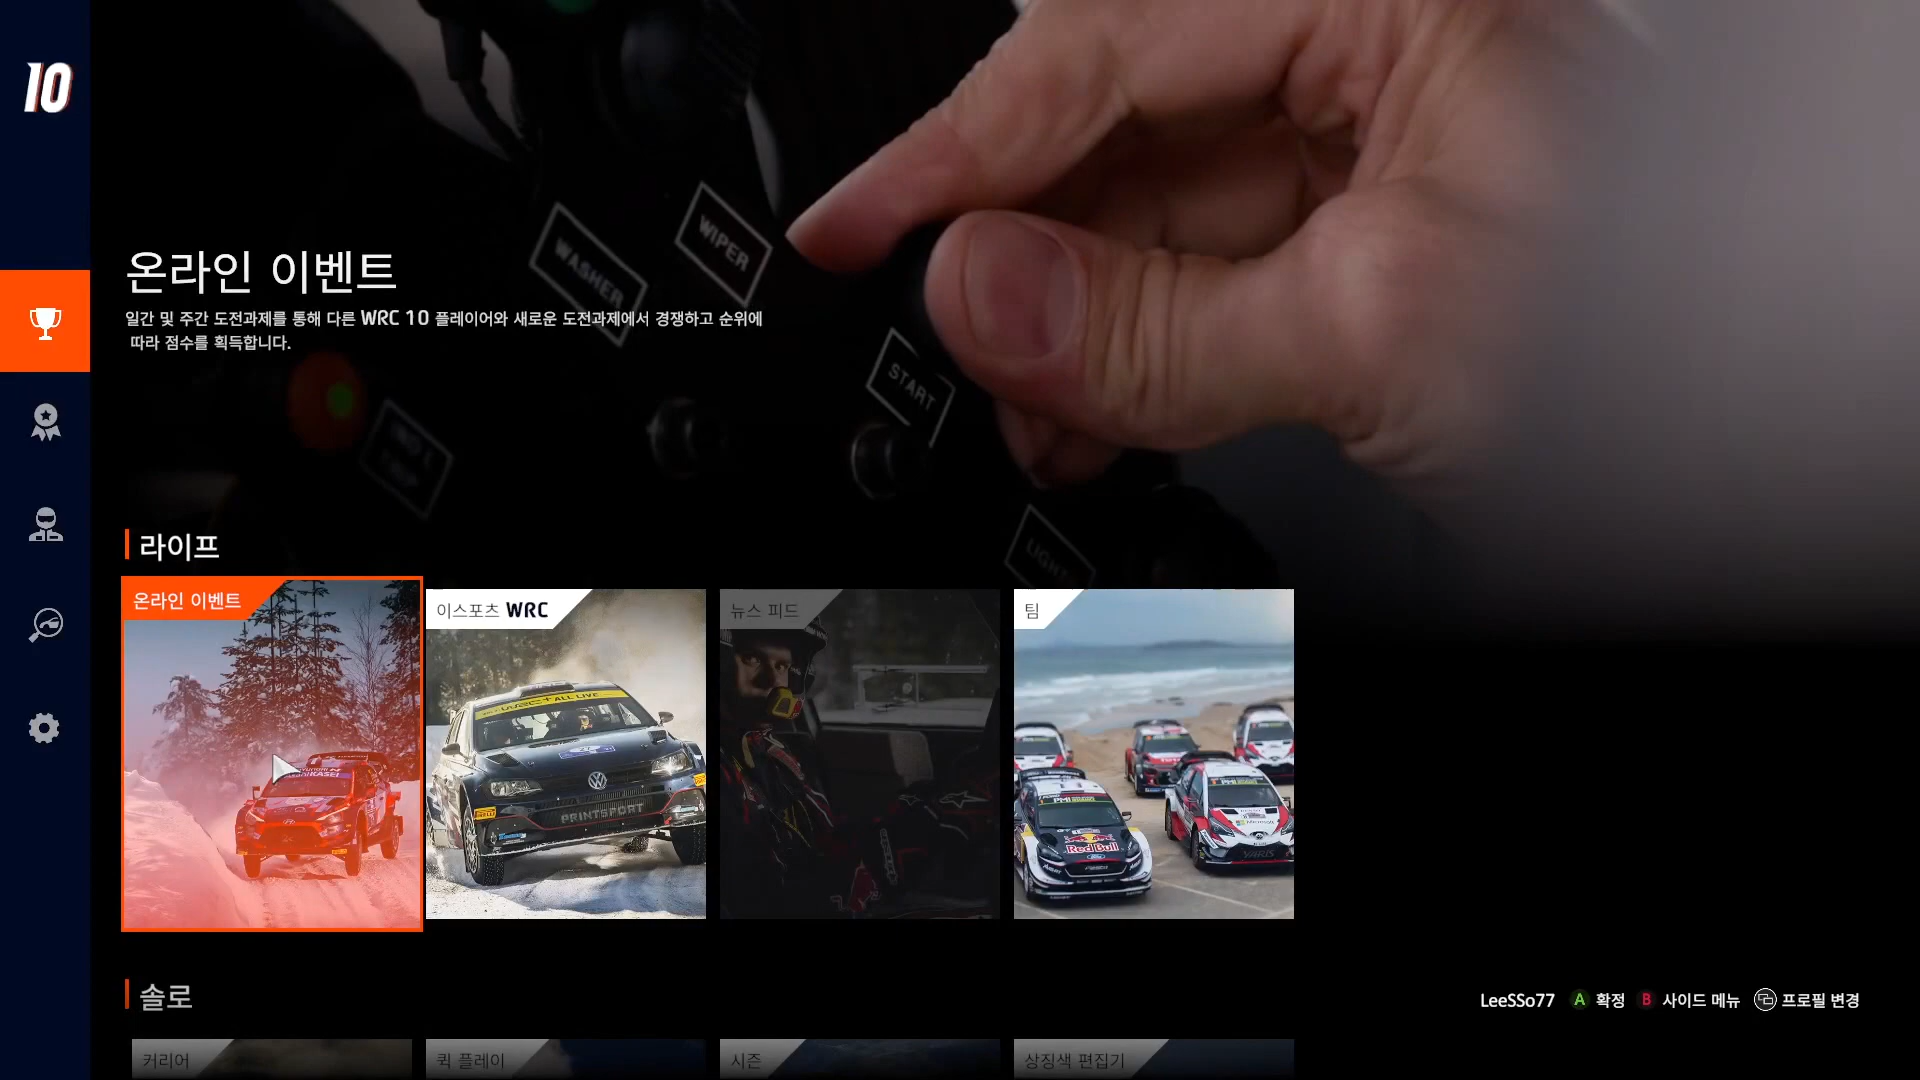 10
WIPER
WASHER
온라인 이벤트
일간 및 주간 도전과제를 통해 다른 WRC 10 플레이어와 새로운 도전과제에서 경쟁하고 순위에
따라 점수를 획득합니다.
START
LIGHT
라이프
온라인 이벤트
이스포츠 WRC
뉴스 피드
팀
ALL LIVE
PRINTSPORT
Red Bull
YARIS
솔로
LeeSSo77 A 확정 B 사이드 메뉴 프로필 변경
커리어
퀵 플레이
시즌
상징색 편집기